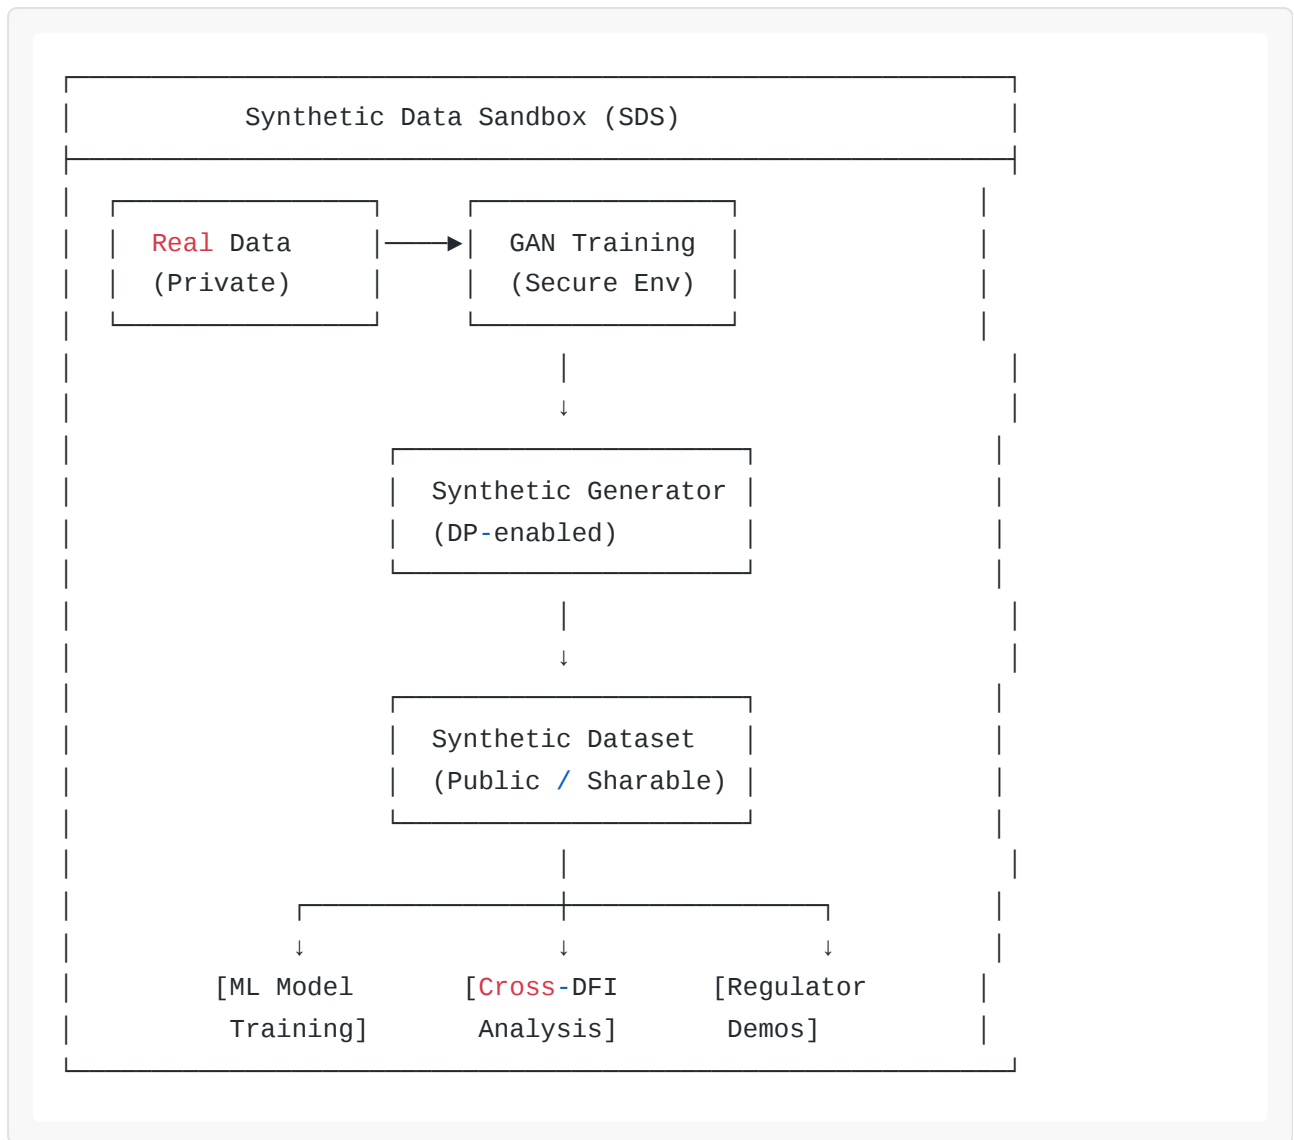 Synthetic Data Sandbox (SDS)
Real Data
GAN Training
(Private)
(Secure Env)
Synthetic Generator
(DP-enabled)
Synthetic Dataset
(Public / Sharable)
[ML Model
[Cross-DFI
[Regulator
Training]
Analysis]
Demos]